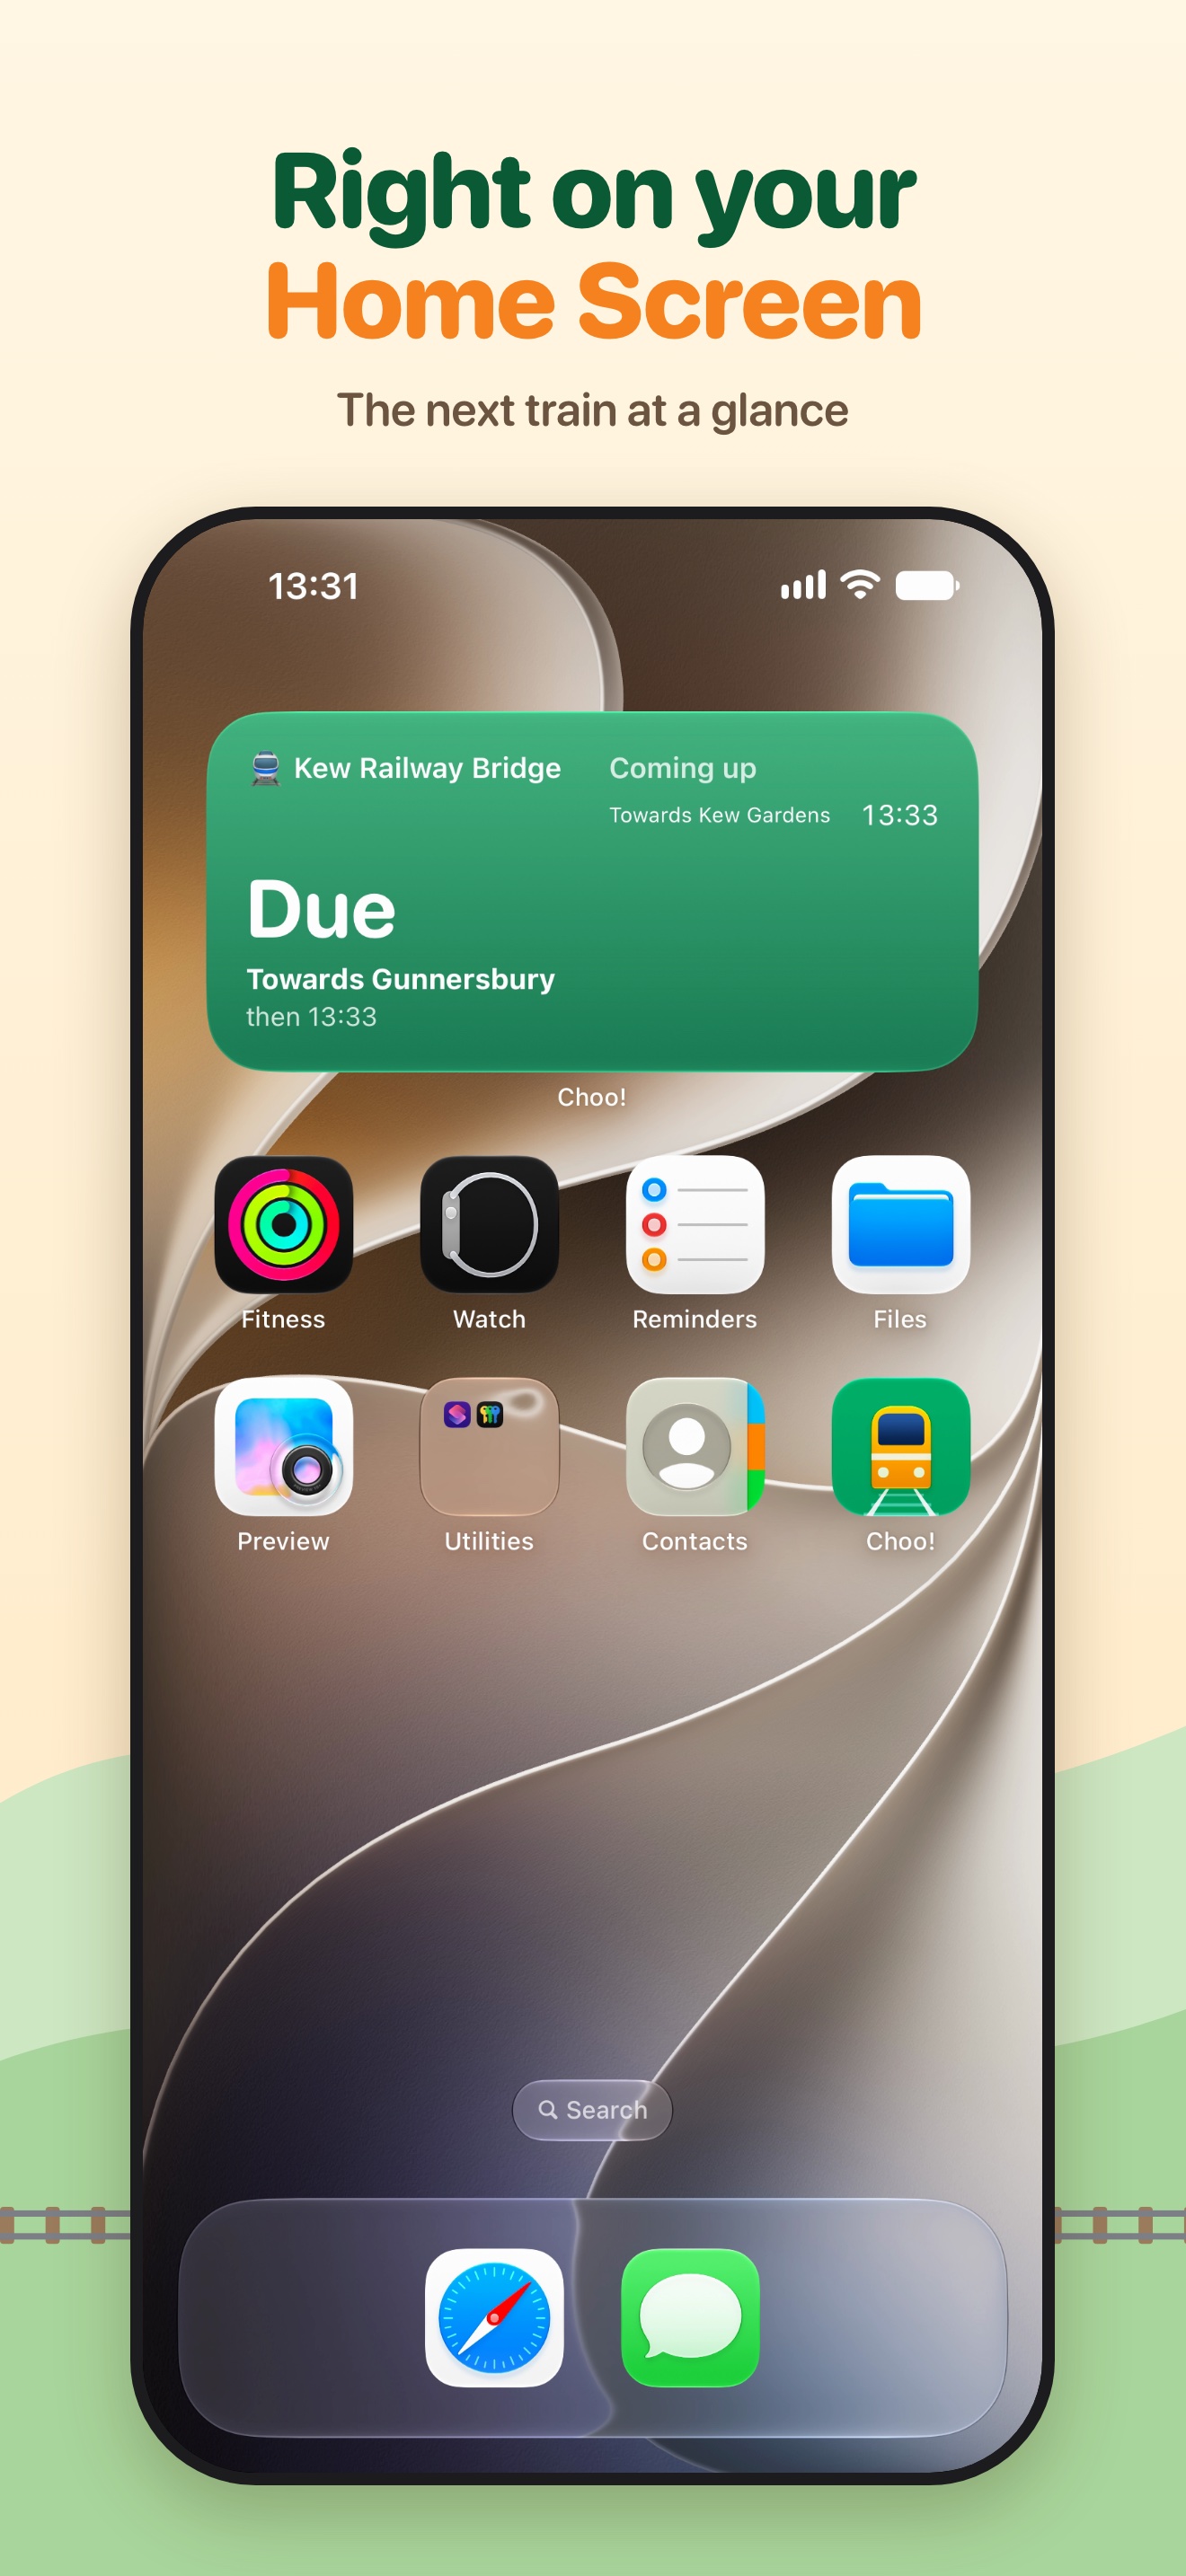 Right on your
Home Screen
The next train at a glance
13:31
Kew Railway Bridge
Due
Towards Gunnersbury
then 13:33
Coming up
Towards Kew Gardens 13:33
Choo!
Fitness Watch Reminders Files
Preview Utilities Contacts Choo!
Search